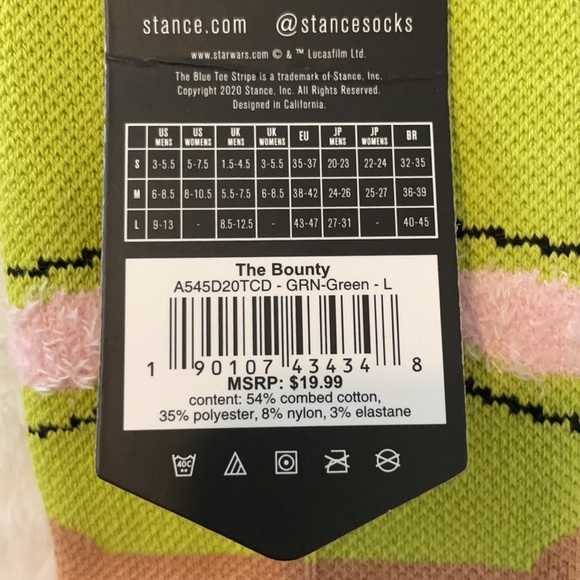 stance.com @stancesocks
www.starwars.com © & ™ Lucasfilm Ltd.
The Blue Toe Stripe is a trademark of Stance, Inc.
Copyright 2020 Stance, Inc. All Rights Reserved.
Designed in California.
US MENS US WOMENS UK MENS UK WOMENS EU JP MENS JP WOMENS BR
S 3-5.5 5-7.5 1.5-4.5 3-5.5 35-37 20-23 22-24 32-35
M 6-8.5 8-10.5 5.5-7.5 6-8.5 38-42 24-26 25-27 36-39
L 9-13 - 8.5-12.5 - 43-47 27-31 - 40-45
The Bounty
A545D20TCD - GRN-Green - L
1 90107 43434 8
MSRP: $19.99
content: 54% combed cotton,
35% polyester, 8% nylon, 3% elastane
40C